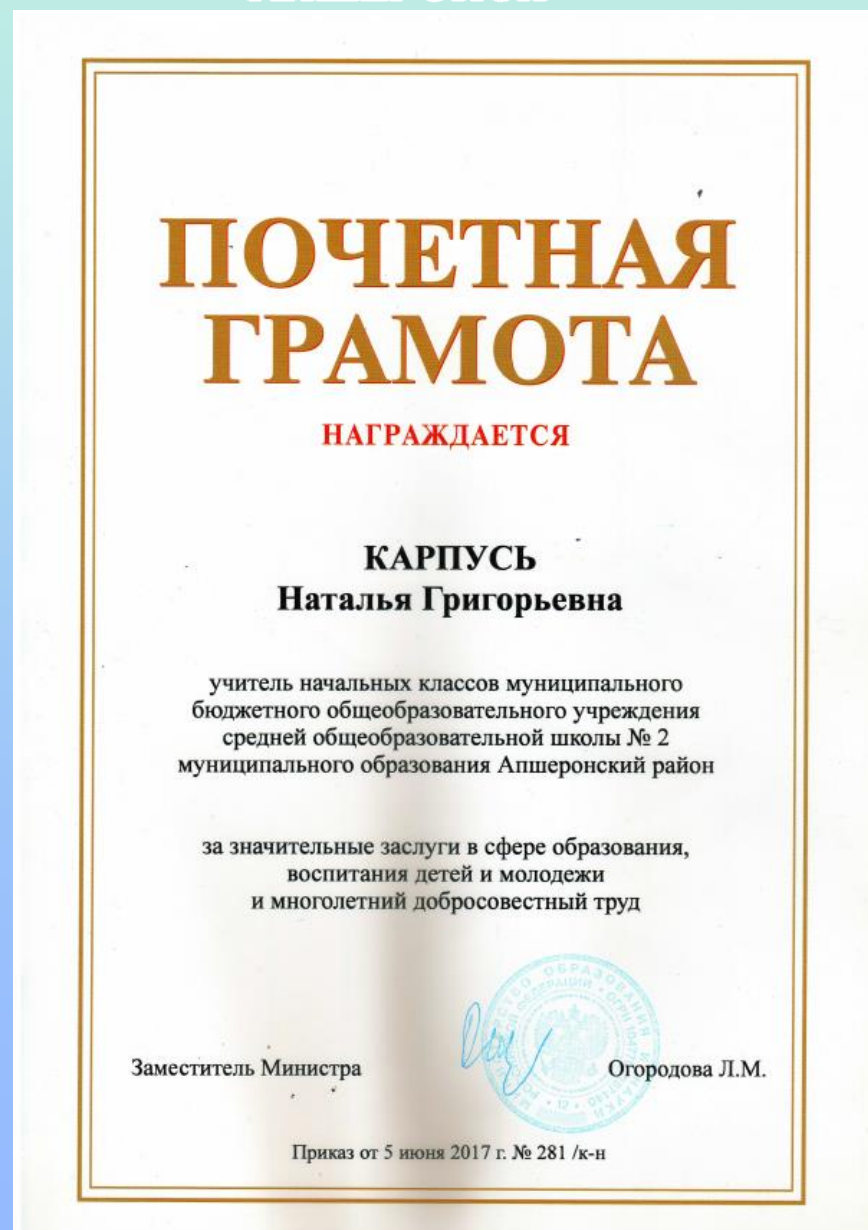 ПОЧЕТНАЯ
ГРАМОТА
НАГРАЖДАЕТСЯ
КАРПУСЬ
Наталья Григорьевна
учитель начальных классов муниципального
бюджетного общеобразовательного учреждения
средней общеобразовательной школы № 2
муниципального образования Апшеронский район
за значительные заслуги в сфере образования,
воспитания детей и молодежи
и многолетний добросовестный труд
Заместитель Министра
Огородова Л.М.
Приказ от 5 июня 2017 г. № 281 /к-н